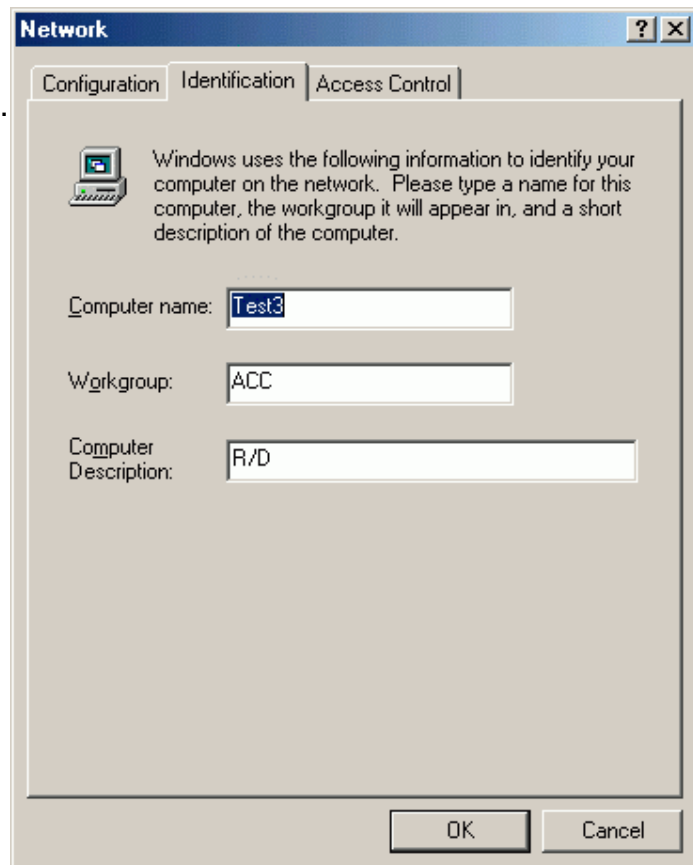 Network
Configuration Identification Access Control
.
Windows uses the following information to identify your
computer on the network. Please type a name for this
computer, the workgroup it will appear in, and a short
description of the computer.
Computer name: Test3
Workgroup: ACC
Computer
Description: R/D
OK Cancel